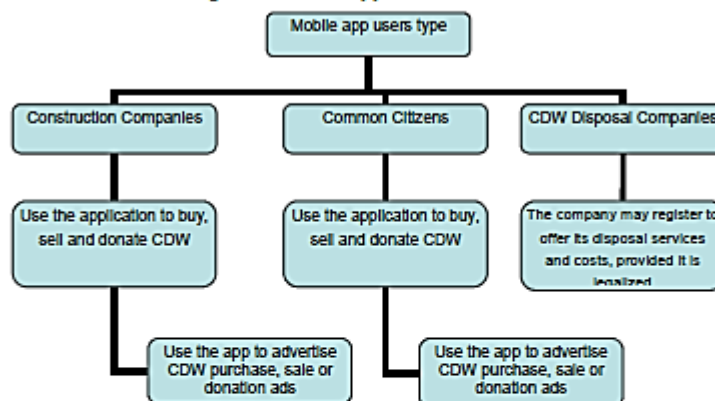 Mobile app users type
Construction Companies
Common Citizens
CDW Disposal Companies
Use the application to buy,
sell and donate CDW
Use the application to buy,
sell and donate CDW
The company may register to
offer its disposal services
and costs, provided it is
legalized
Use the app to advertise
CDW purchase, sale or
donation ads
Use the app to advertise
CDW purchase, sale or
donation ads